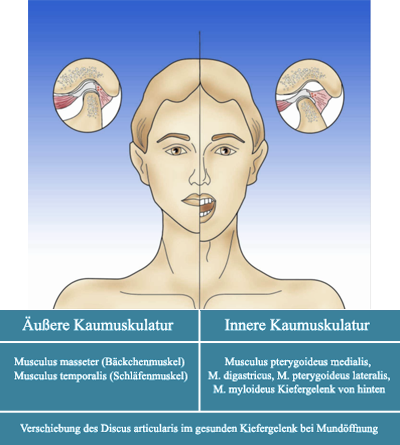 Äußere Kaumuskulatur
Innere Kaumuskulatur
Musculus masseter (Bäckchenmuskel)
Musculus temporalis (Schläfenmuskel)
Musculus pterygoideus medialis,
M. digastricus, M. pterygoideus lateralis,
M. myloideus Kiefergelenk von hinten
Verschiebung des Discus articularis im gesunden Kiefergelenk bei Mundöffnung